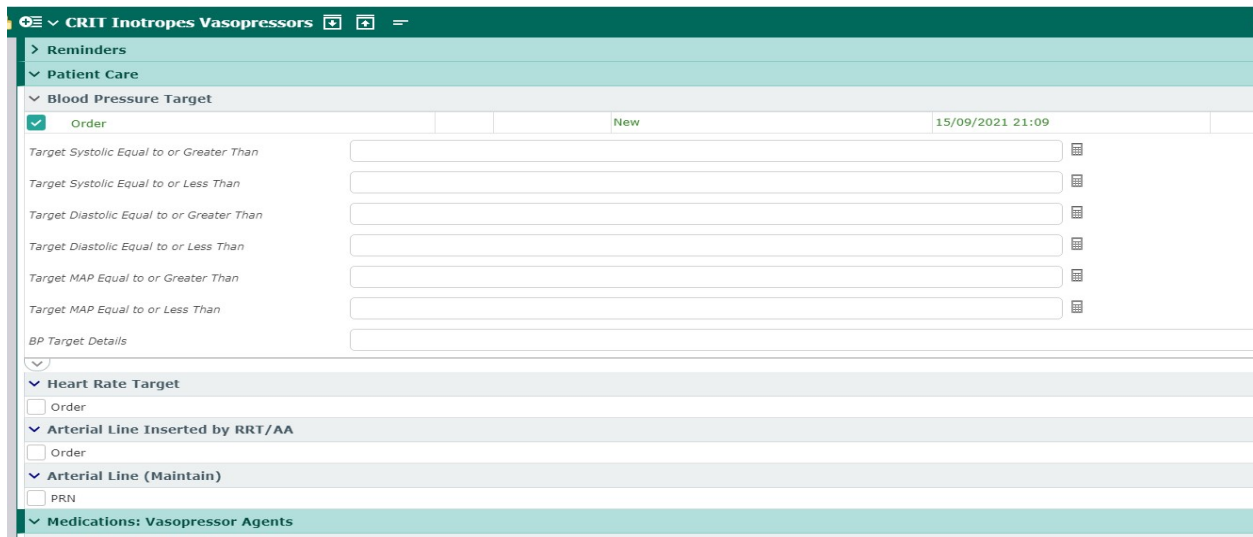 CRIT Inotropes Vasopressors
Reminders
Patient Care
Blood Pressure Target
Order New 15/09/2021 21:09
Target Systolic Equal to or Greater Than
Target Systolic Equal to or Less Than
Target Diastolic Equal to or Greater Than
Target Diastolic Equal to or Less Than
Target MAP Equal to or Greater Than
Target MAP Equal to or Less Than
BP Target Details
Heart Rate Target
Order
Arterial Line Inserted by RRT/AA
Order
Arterial Line (Maintain)
PRN
Medications: Vasopressor Agents